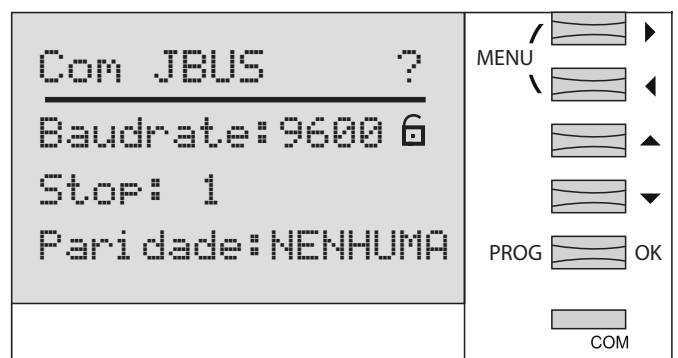 Com JBUS ?
Baudrate:9600
Stop: 1
Paridade:NENHUMA
MENU
PROG
OK
COM